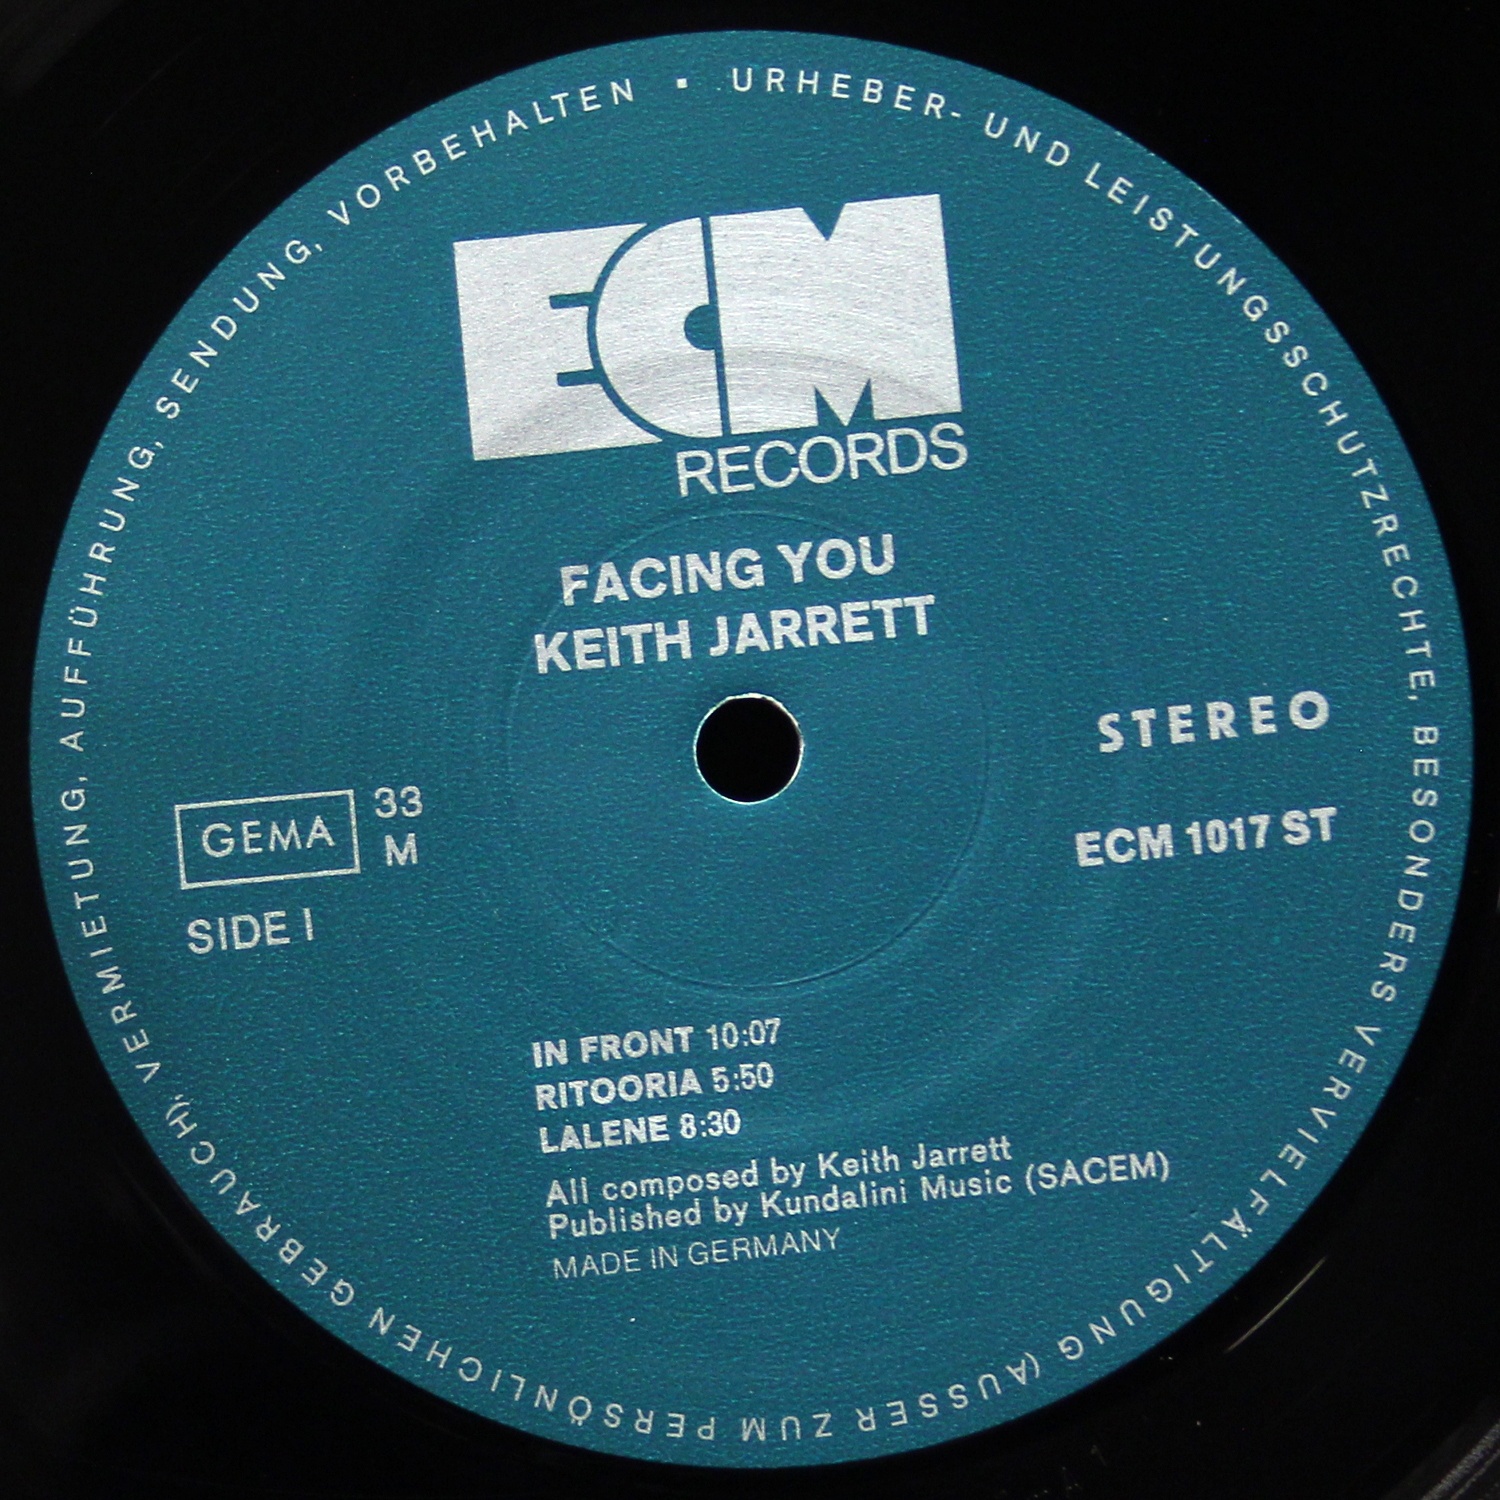 URHEBER- UND LEISTUNGSSCHUTZRECHTE, BESONDERS VERVIELFÄLTIGUNG (AUSSER ZUM PERSÖNLICHEN GEBRAUCH), VERMIETUNG, AUFFÜHRUNG, SENDUNG, VORBEHALTEN ▪
ECM
RECORDS
FACING YOU
KEITH JARRETT
STEREO
GEMA 33
M
ECM 1017 ST
SIDE I
IN FRONT 10:07
RITOORIA 5:50
LALENE 8:30
All composed by Keith Jarrett
Published by Kundalini Music (SACEM)
MADE IN GERMANY